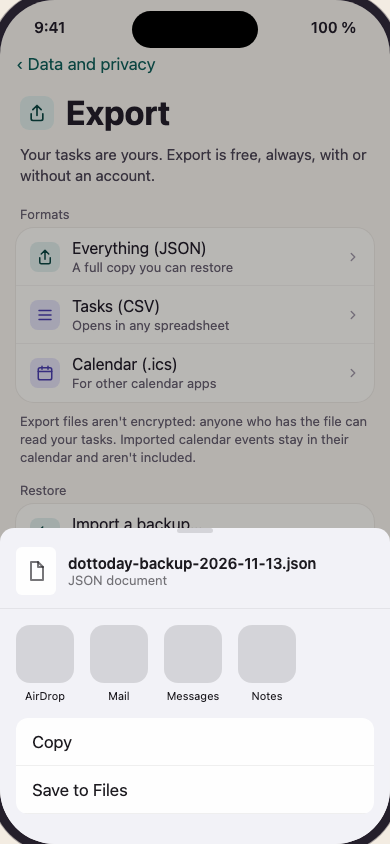 9:41
100 %
‹ Data and privacy
Export
Your tasks are yours. Export is free, always, with or
without an account.
Formats
Everything (JSON)
A full copy you can restore
Tasks (CSV)
Opens in any spreadsheet
Calendar (.ics)
For other calendar apps
Export files aren't encrypted: anyone who has the file can
read your tasks. Imported calendar events stay in their
calendar and aren't included.
Restore
Import a backup
dottoday-backup-2026-11-13.json
JSON document
AirDrop
Mail
Messages
Notes
Copy
Save to Files